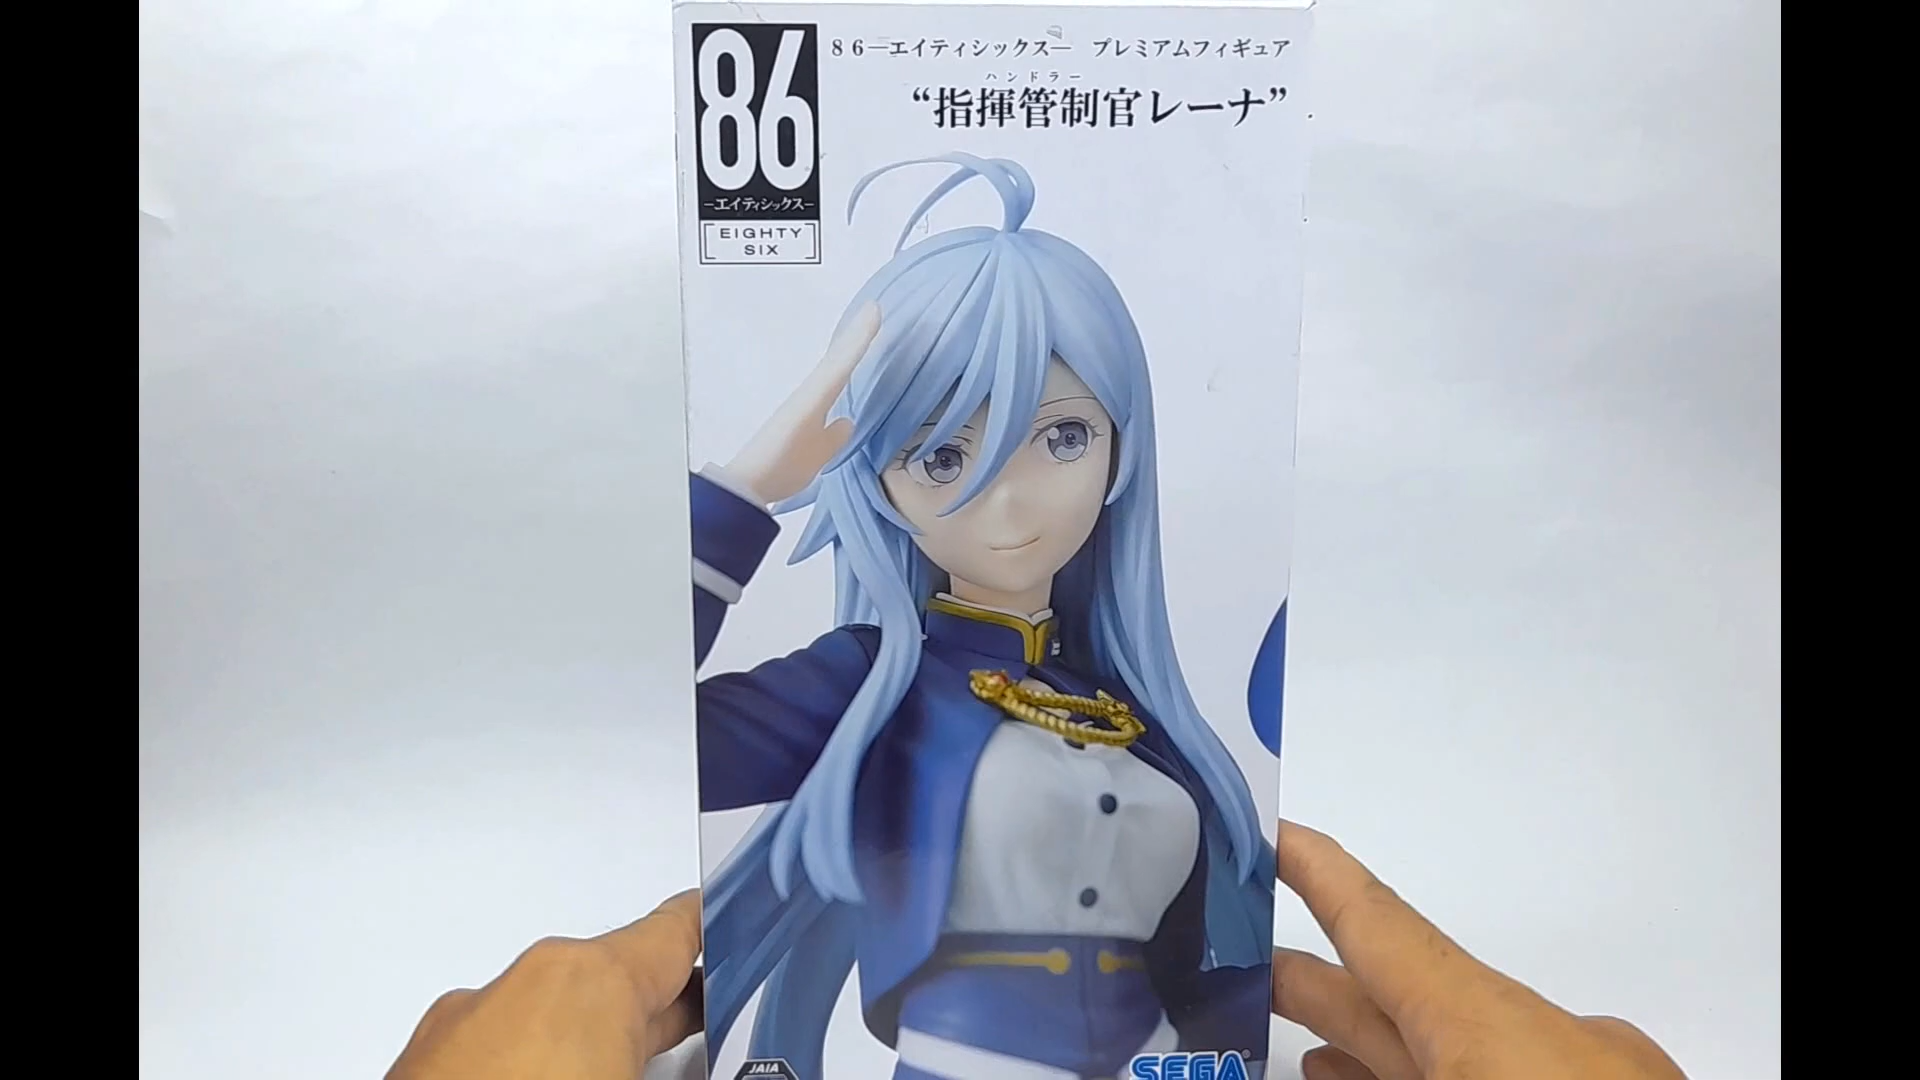 86
86―エイティシックス― プレミアムフィギュア
ハンドラー
“指揮管制官レーナ”
－エイティシックス－
EIGHTY
SIX
JAIA
SEGA